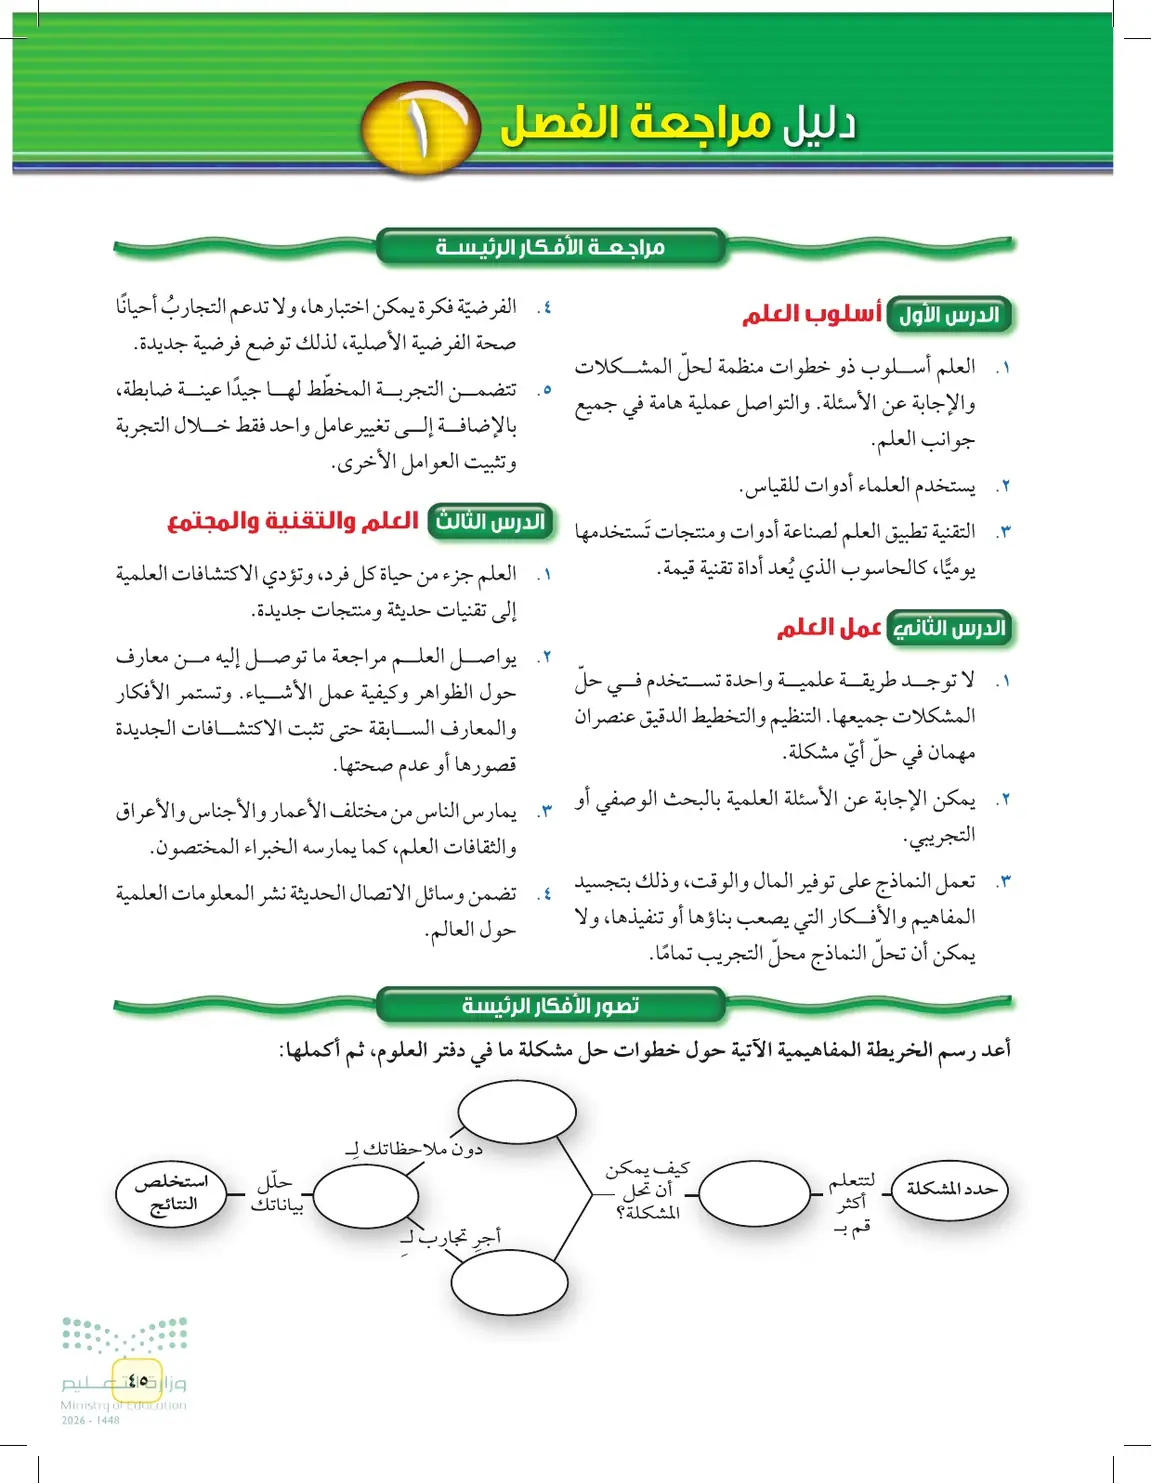 دليل مراجعة الفصل ١
مراجعة الأفكار الرئيسة
الدرس الأول أسلوب العلم
١. العلم أسلوب ذو خطوات منظمة لحلّ المشكلات
والإجابة عن الأسئلة. والتواصل عملية هامة في جميع
جوانب العلم.
٢. يستخدم العلماء أدوات للقياس.
٣. التقنية تطبيق العلم لصناعة أدوات ومنتجات تَستخدمها
يوميًّا، كالحاسوب الذي يُعد أداة تقنية قيمة.
الدرس الثاني عمل العلم
١. لا توجد طريقة علمية واحدة تستخدم في حلّ
المشكلات جميعها. التنظيم والتخطيط الدقيق عنصران
مهمان في حلّ أيّ مشكلة.
٢. يمكن الإجابة عن الأسئلة العلمية بالبحث الوصفي أو
التجريبي.
٣. تعمل النماذج على توفير المال والوقت، وذلك بتجسيد
المفاهيم والأفكار التي يصعب بناؤها أو تنفيذها، ولا
يمكن أن تحلّ النماذج محلّ التجريب تمامًا.
٤. الفرضيّة فكرة يمكن اختبارها، ولا تدعم التجاربُ أحيانًا
صحة الفرضية الأصلية، لذلك توضع فرضية جديدة.
٥. تتضمن التجربة المخطّط لها جيدًا عينة ضابطة،
بالإضافة إلى تغييرعامل واحد فقط خلال التجربة
وتثبيت العوامل الأخرى.
الدرس الثالث العلم والتقنية والمجتمع
١. العلم جزء من حياة كل فرد، وتؤدي الاكتشافات العلمية
إلى تقنيات حديثة ومنتجات جديدة.
٢. يواصل العلم مراجعة ما توصل إليه من معارف
حول الظواهر وكيفية عمل الأشياء. وتستمر الأفكار
والمعارف السابقة حتى تثبت الاكتشافات الجديدة
قصورها أو عدم صحتها.
٣. يمارس الناس من مختلف الأعمار والأجناس والأعراق
والثقافات العلم، كما يمارسه الخبراء المختصون.
٤. تضمن وسائل الاتصال الحديثة نشر المعلومات العلمية
حول العالم.
تصور الأفكار الرئيسة
أعد رسم الخريطة المفاهيمية الآتية حول خطوات حل مشكلة ما في دفتر العلوم، ثم أكملها:
حدد المشكلة
لتتعلم
أكثر
قم بـ
كيف يمكن
أن تحل
المشكلة؟
دون ملاحظاتك لِـ
أجرِ تجارب لِـ
حلّل
بياناتك
استخلص
النتائج
وزارة التعليم
٤٥
Ministry of Education
2026 - 1448